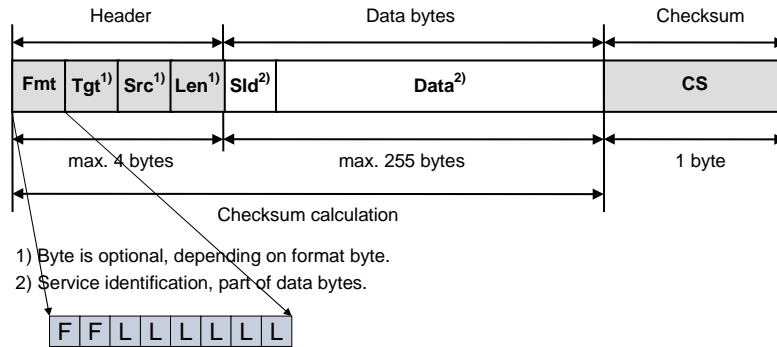 Header Data bytes Checksum
Fmt Tgt1) Src1) Len1) SId2) Data2) CS
max. 4 bytes max. 255 bytes 1 byte
Checksum calculation
1) Byte is optional, depending on format byte.
2) Service identification, part of data bytes.
F F L L L L L L